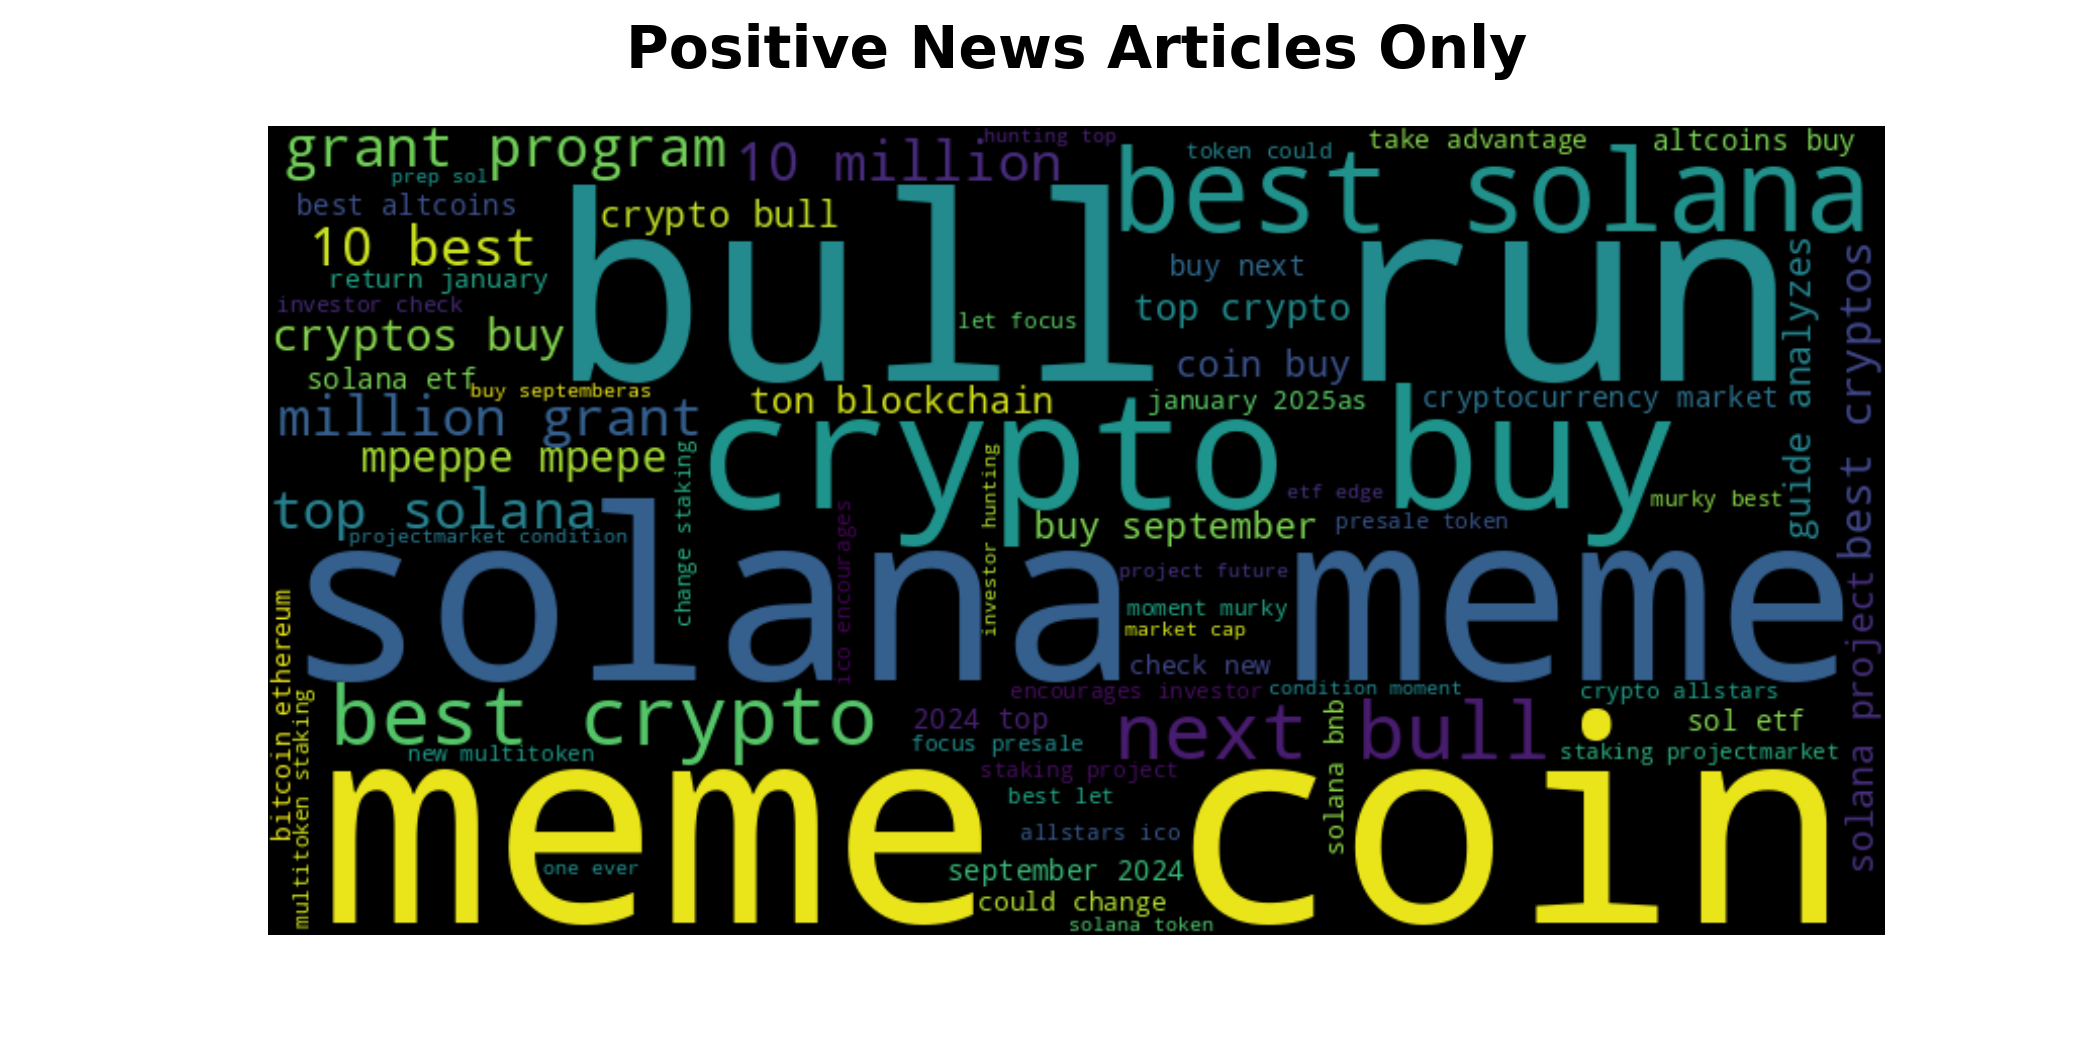 Positive News Articles Only
grant program
10 million
hunting top
token could
take advantage
altcoins buy
prep sol
best solana
best altcoins
crypto bull
10 best
bull run
buy next
return january
investor check
let focus
top crypto
cryptos buy
coin buy
guide analyzes
best cryptos
solana etf
buy septemberas
ton blockchain
january 2025as
cryptocurrency market
million grant
crypto buy
mpeppe mpepe
change staking
investor hunting
etf edge
murky best
top solana
buy september
presale token
projectmarket condition
ico encourages
solana meme
project future
moment murky
market cap
check new
solana project
bitcoin ethereum
multitoken staking
encourages investor
condition moment
crypto allstars
best crypto
2024 top
next bull
sol etf
focus presale
new multitoken
staking projectmarket
solana bnb
staking project
meme coin
best let
allstars ico
one ever
september 2024
could change
solana token